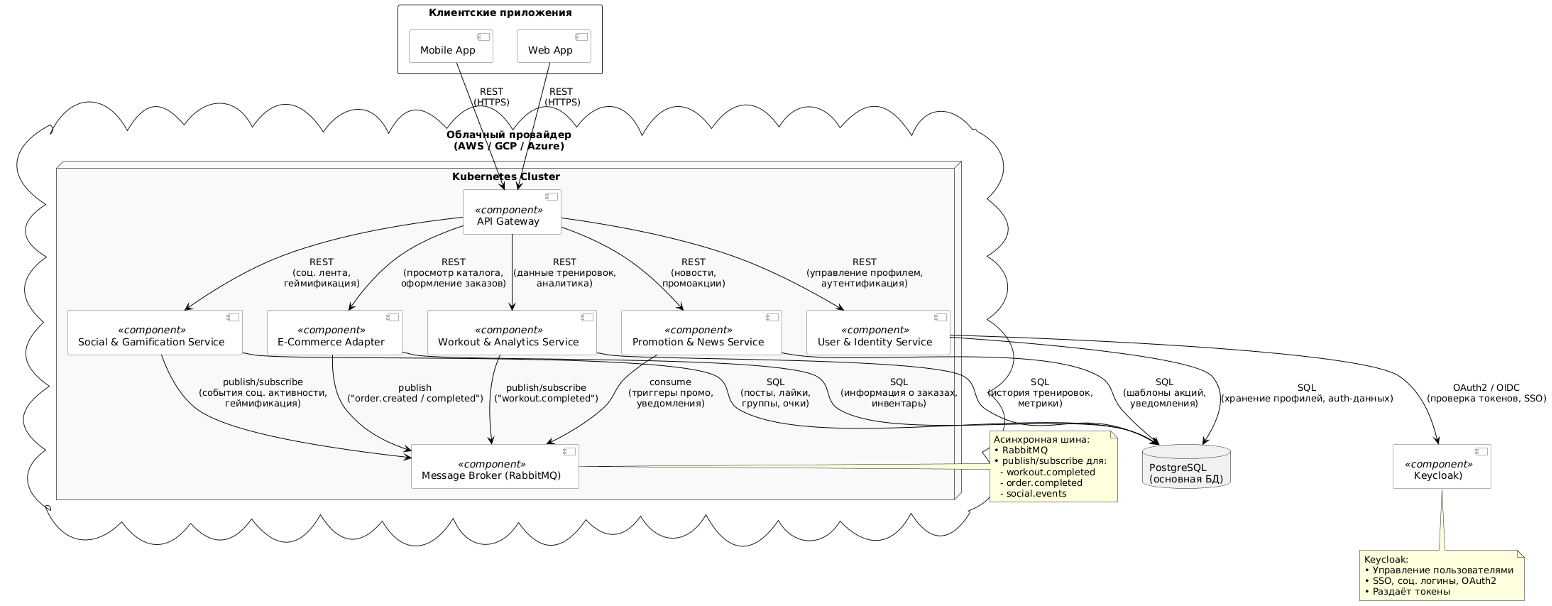 Клиентские приложения
Mobile App
Web App
REST
(HTTPS)
REST
(HTTPS)
Облачный провайдер
(AWS / GCP / Azure)
Kubernetes Cluster
«component»
API Gateway
REST
(соц. лента,
геймификация)
REST
(просмотр каталога,
оформление заказов)
REST
(данные тренировок,
аналитика)
REST
(новости,
промоакции)
REST
(управление профилем,
аутентификация)
«component»
Social & Gamification Service
«component»
E-Commerce Adapter
«component»
Workout & Analytics Service
«component»
Promotion & News Service
«component»
User & Identity Service
publish/subscribe
(события соц. активности,
геймификация)
publish
("order.created / completed")
publish/subscribe
("workout.completed")
consume
(триггеры промо,
уведомления)
SQL
(посты, лайки,
группы, очки)
SQL
(информация о заказах,
инвентарь)
SQL
(история тренировок,
метрики)
SQL
(шаблоны акций,
уведомления)
SQL
(хранение профилей, auth-данных)
OAuth2 / OIDC
(проверка токенов, SSO)
«component»
Message Broker (RabbitMQ)
Асинхронная шина:
• RabbitMQ
• publish/subscribe для:
- workout.completed
- order.completed
- social.events
PostgreSQL
(основная БД)
«component»
Keycloak)
Keycloak:
• Управление пользователями
• SSO, соц. логины, OAuth2
• Раздаёт токены